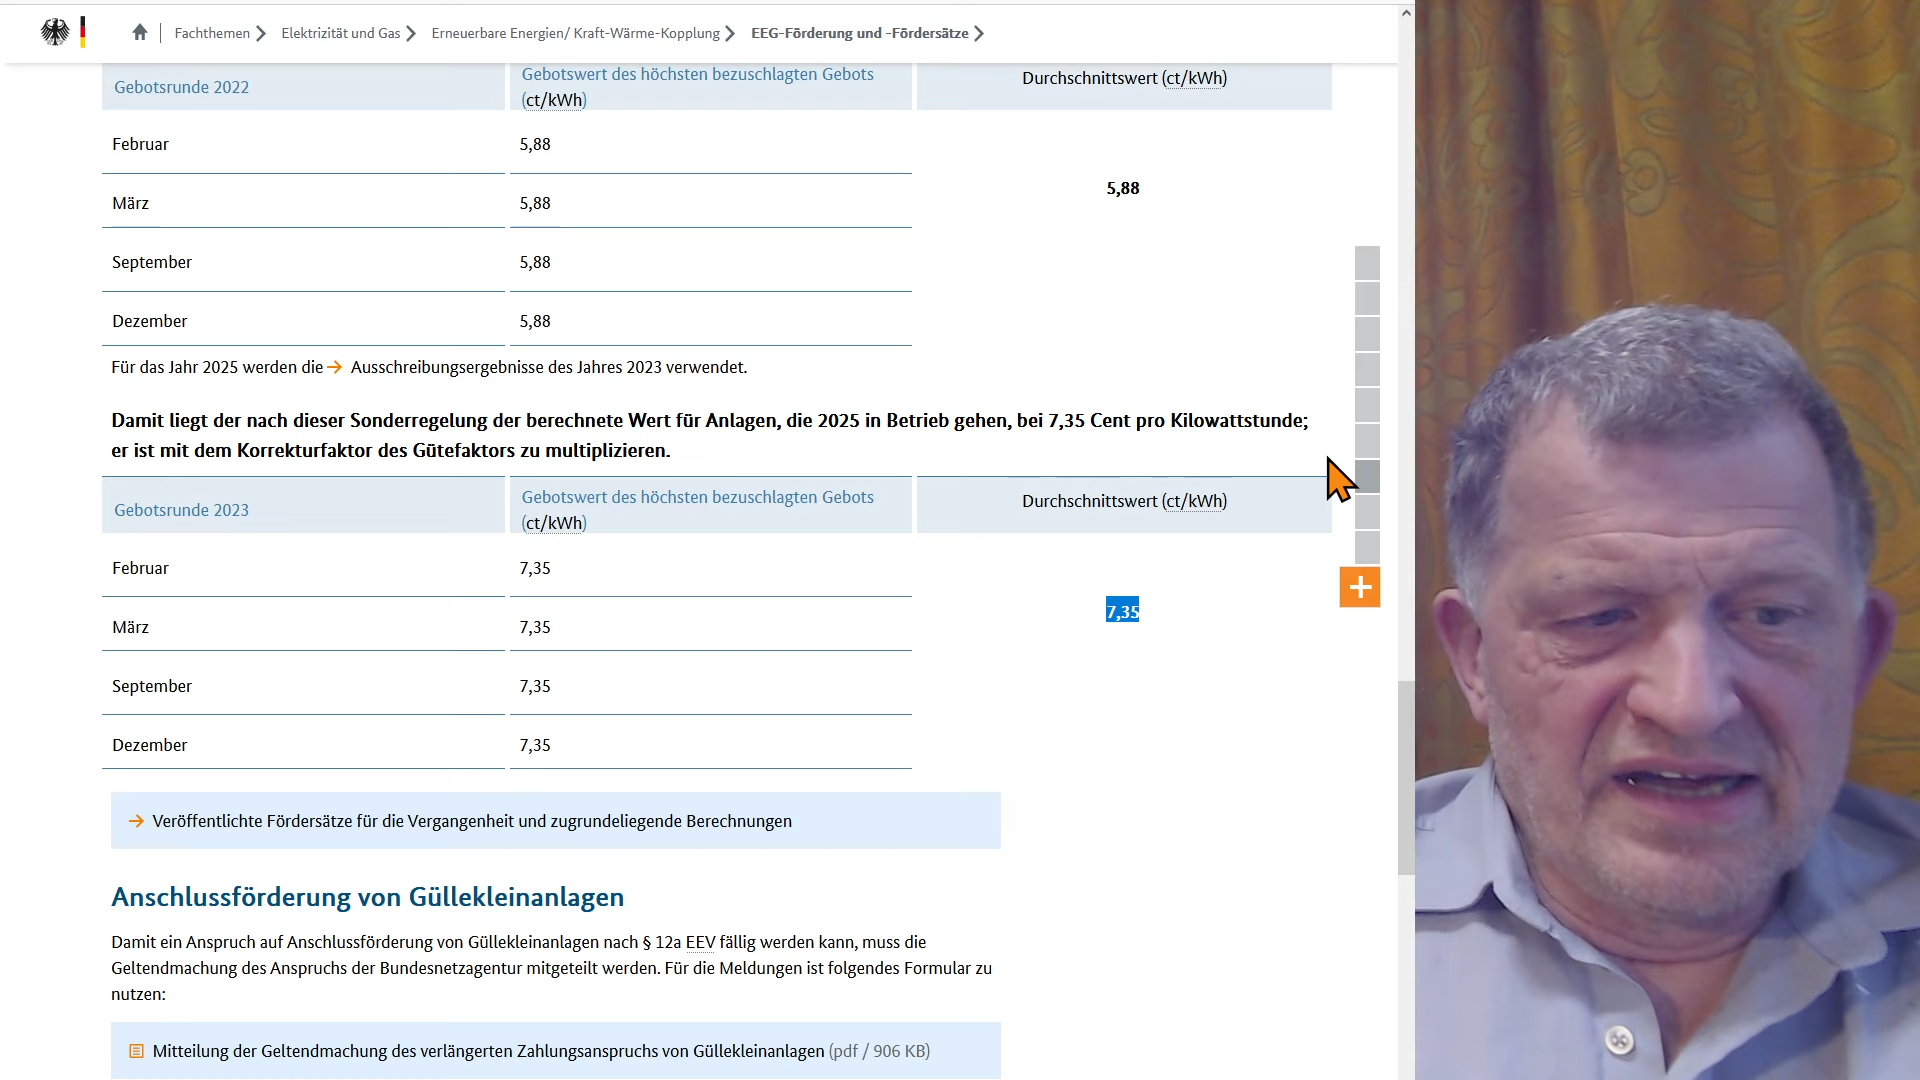 Fachthemen
Elektrizität und Gas
Erneuerbare Energien/ Kraft-Wärme-Kopplung
EEG-Förderung und -Fördersätze
Gebotsrunde 2022
Gebotswert des höchsten bezuschlagten Gebots
(ct/kWh)
Durchschnittswert (ct/kWh)
Februar 5,88
5,88
März 5,88
September 5,88
Dezember 5,88
Für das Jahr 2025 werden die → Ausschreibungsergebnisse des Jahres 2023 verwendet.
Damit liegt der nach dieser Sonderregelung der berechnete Wert für Anlagen, die 2025 in Betrieb gehen, bei 7,35 Cent pro Kilowattstunde;
er ist mit dem Korrekturfaktor des Gütefaktors zu multiplizieren.
Gebotsrunde 2023
Gebotswert des höchsten bezuschlagten Gebots
(ct/kWh)
Durchschnittswert (ct/kWh)
Februar 7,35
7,35
März 7,35
September 7,35
Dezember 7,35
→ Veröffentlichte Fördersätze für die Vergangenheit und zugrundeliegende Berechnungen
Anschlussförderung von Güllekleinanlagen
Damit ein Anspruch auf Anschlussförderung von Güllekleinanlagen nach § 12a EEV fällig werden kann, muss die
Geltendmachung des Anspruchs der Bundesnetzagentur mitgeteilt werden. Für die Meldungen ist folgendes Formular zu
nutzen:
Mitteilung der Geltendmachung des verlängerten Zahlungsanspruchs von Güllekleinanlagen (pdf / 906 KB)